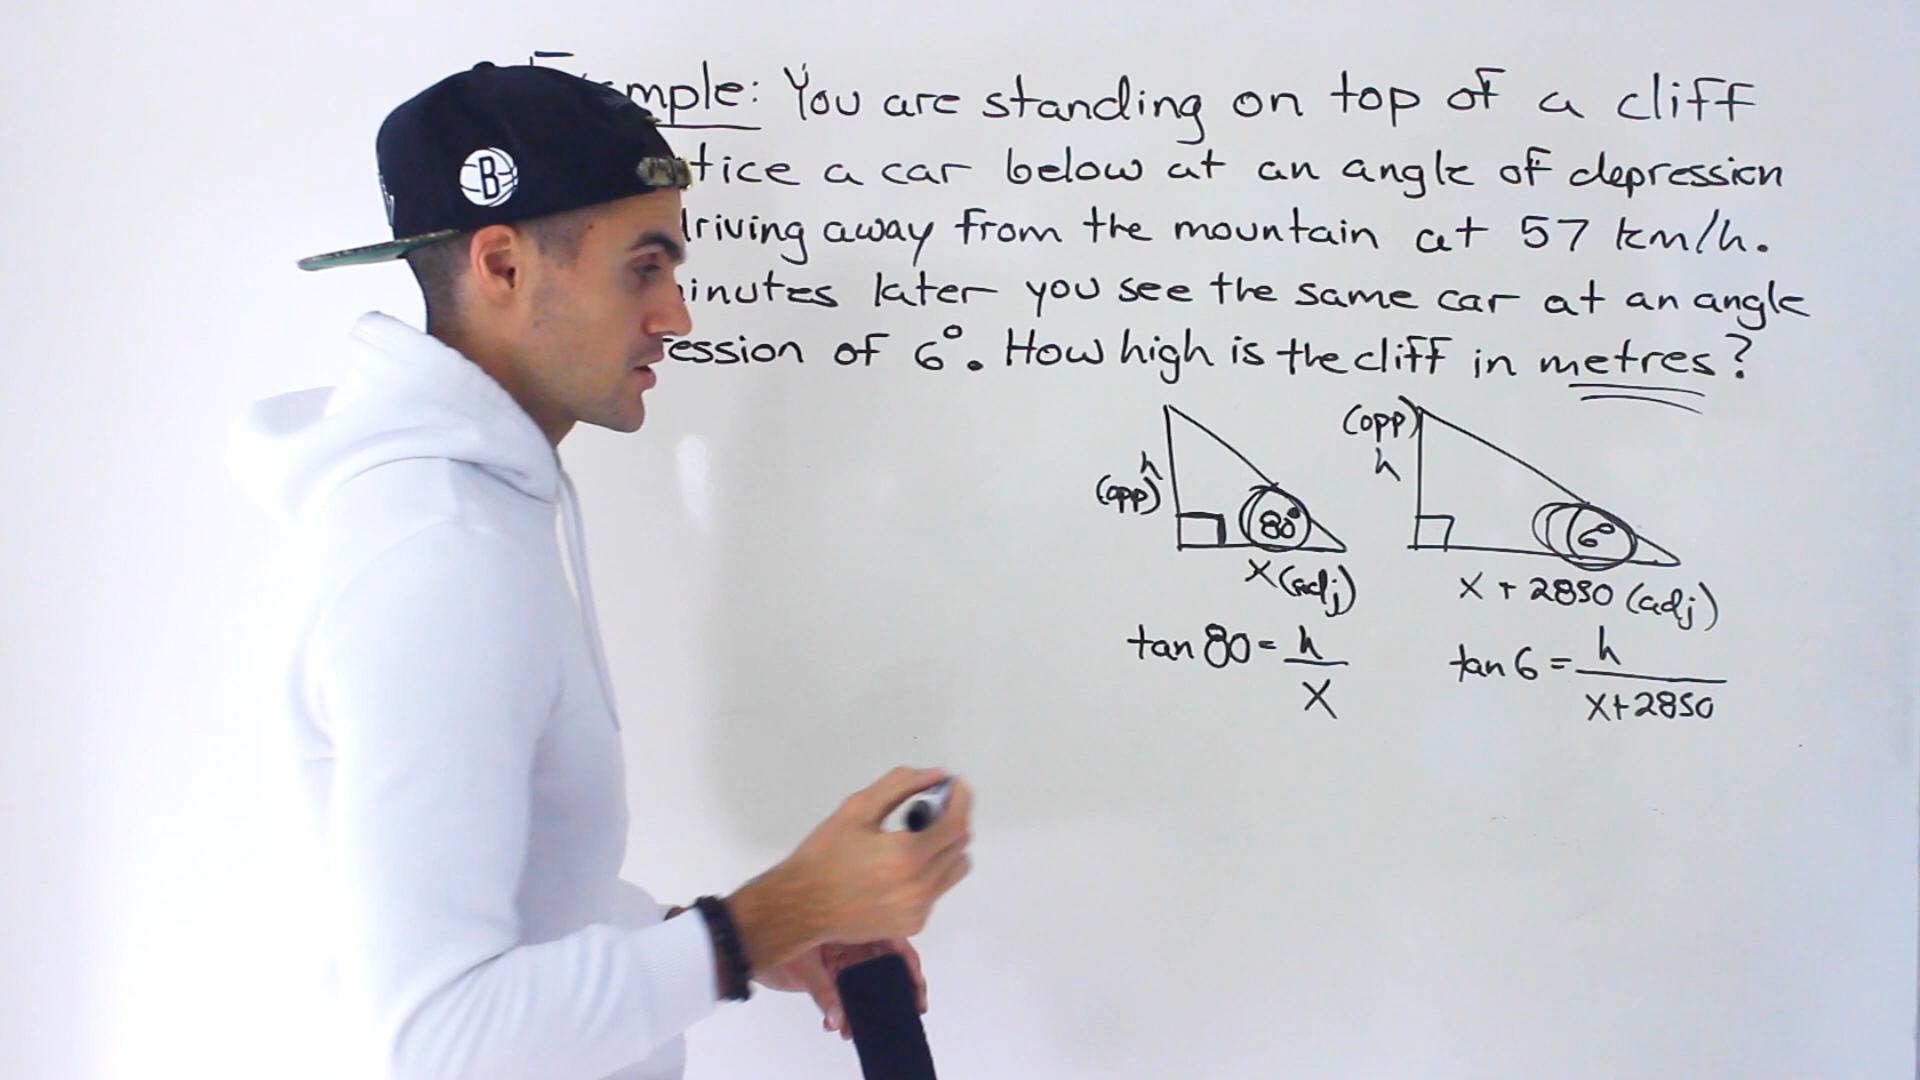 mple: You are standing on top of a cliff
tice a car below at an angle of depression
driving away from the mountain at 57 km/h.
inutes later you see the same car at an angle
ession of 6°. How high is the cliff in metres?
B
(opp) h 80° x (adj)
(opp) h 6° x + 2850 (adj)
tan 80 = h/x
tan 6 = h/x+2850